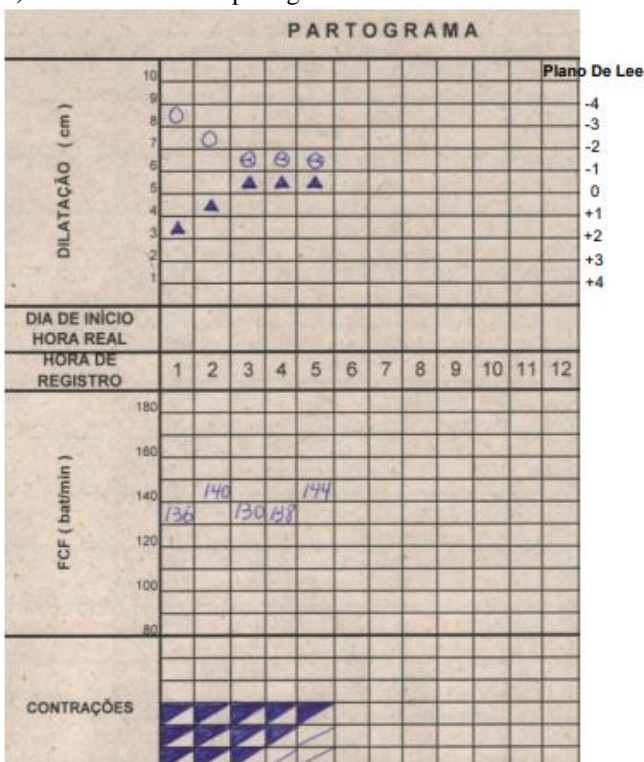 PARTOGRAMA
Plano De Lee
DILATAÇÃO ( cm )
10
9
8
7
6
5
4
3
2
1
-4
-3
-2
-1
0
+1
+2
+3
+4
DIA DE INÍCIO
HORA REAL
HORA DE
REGISTRO
1 2 3 4 5 6 7 8 9 10 11 12
FCF ( bat/min )
180
160
140
120
100
80
140 144
136 130 138
CONTRAÇÕES